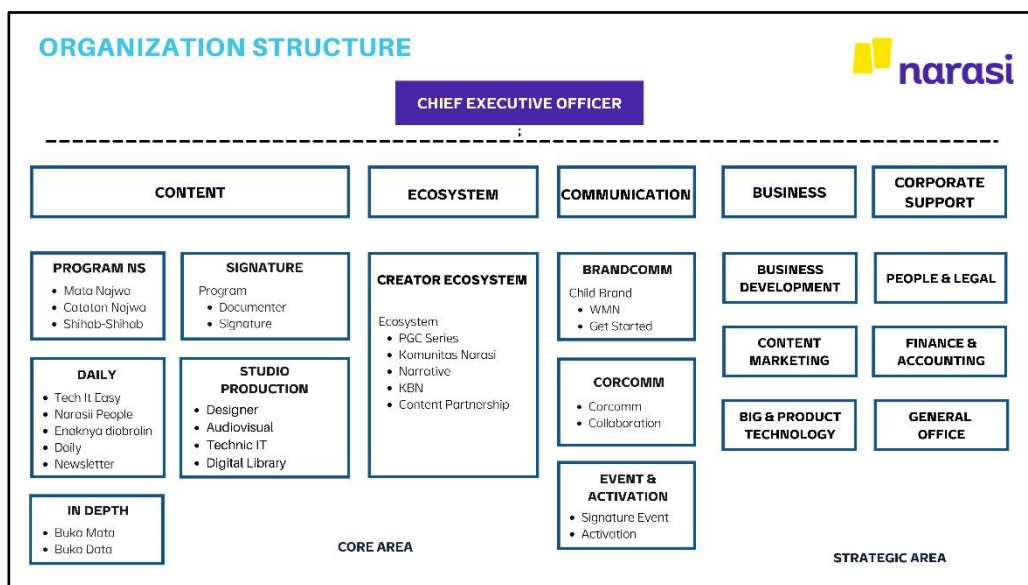 ORGANIZATION STRUCTURE
narasi
CHIEF EXECUTIVE OFFICER
CONTENT
ECOSYSTEM
COMMUNICATION
BUSINESS
CORPORATE
SUPPORT
PROGRAM NS
• Mata Najwa
• Catatan Najwa
• Shihab-Shihab
SIGNATURE
Program
• Documenter
• Signature
DAILY
• Tech It Easy
• Narasii People
• Enaknya diobrolin
• Daily
• Newsletter
STUDIO
PRODUCTION
• Designer
• Audiovisual
• Technic IT
• Digital Library
IN DEPTH
• Buka Mata
• Buka Data
CREATOR ECOSYSTEM
Ecosystem
• PGC Series
• Komunitas Narasi
• Narrative
• KBN
• Content Partnership
BRANDCOMM
Child Brand
• WMN
• Get Started
CORCOMM
• Corcomm
• Collaboration
EVENT &
ACTIVATION
• Signature Event
• Activation
BUSINESS
DEVELOPMENT
CONTENT
MARKETING
BIG & PRODUCT
TECHNOLOGY
PEOPLE & LEGAL
FINANCE &
ACCOUNTING
GENERAL
OFFICE
CORE AREA
STRATEGIC AREA